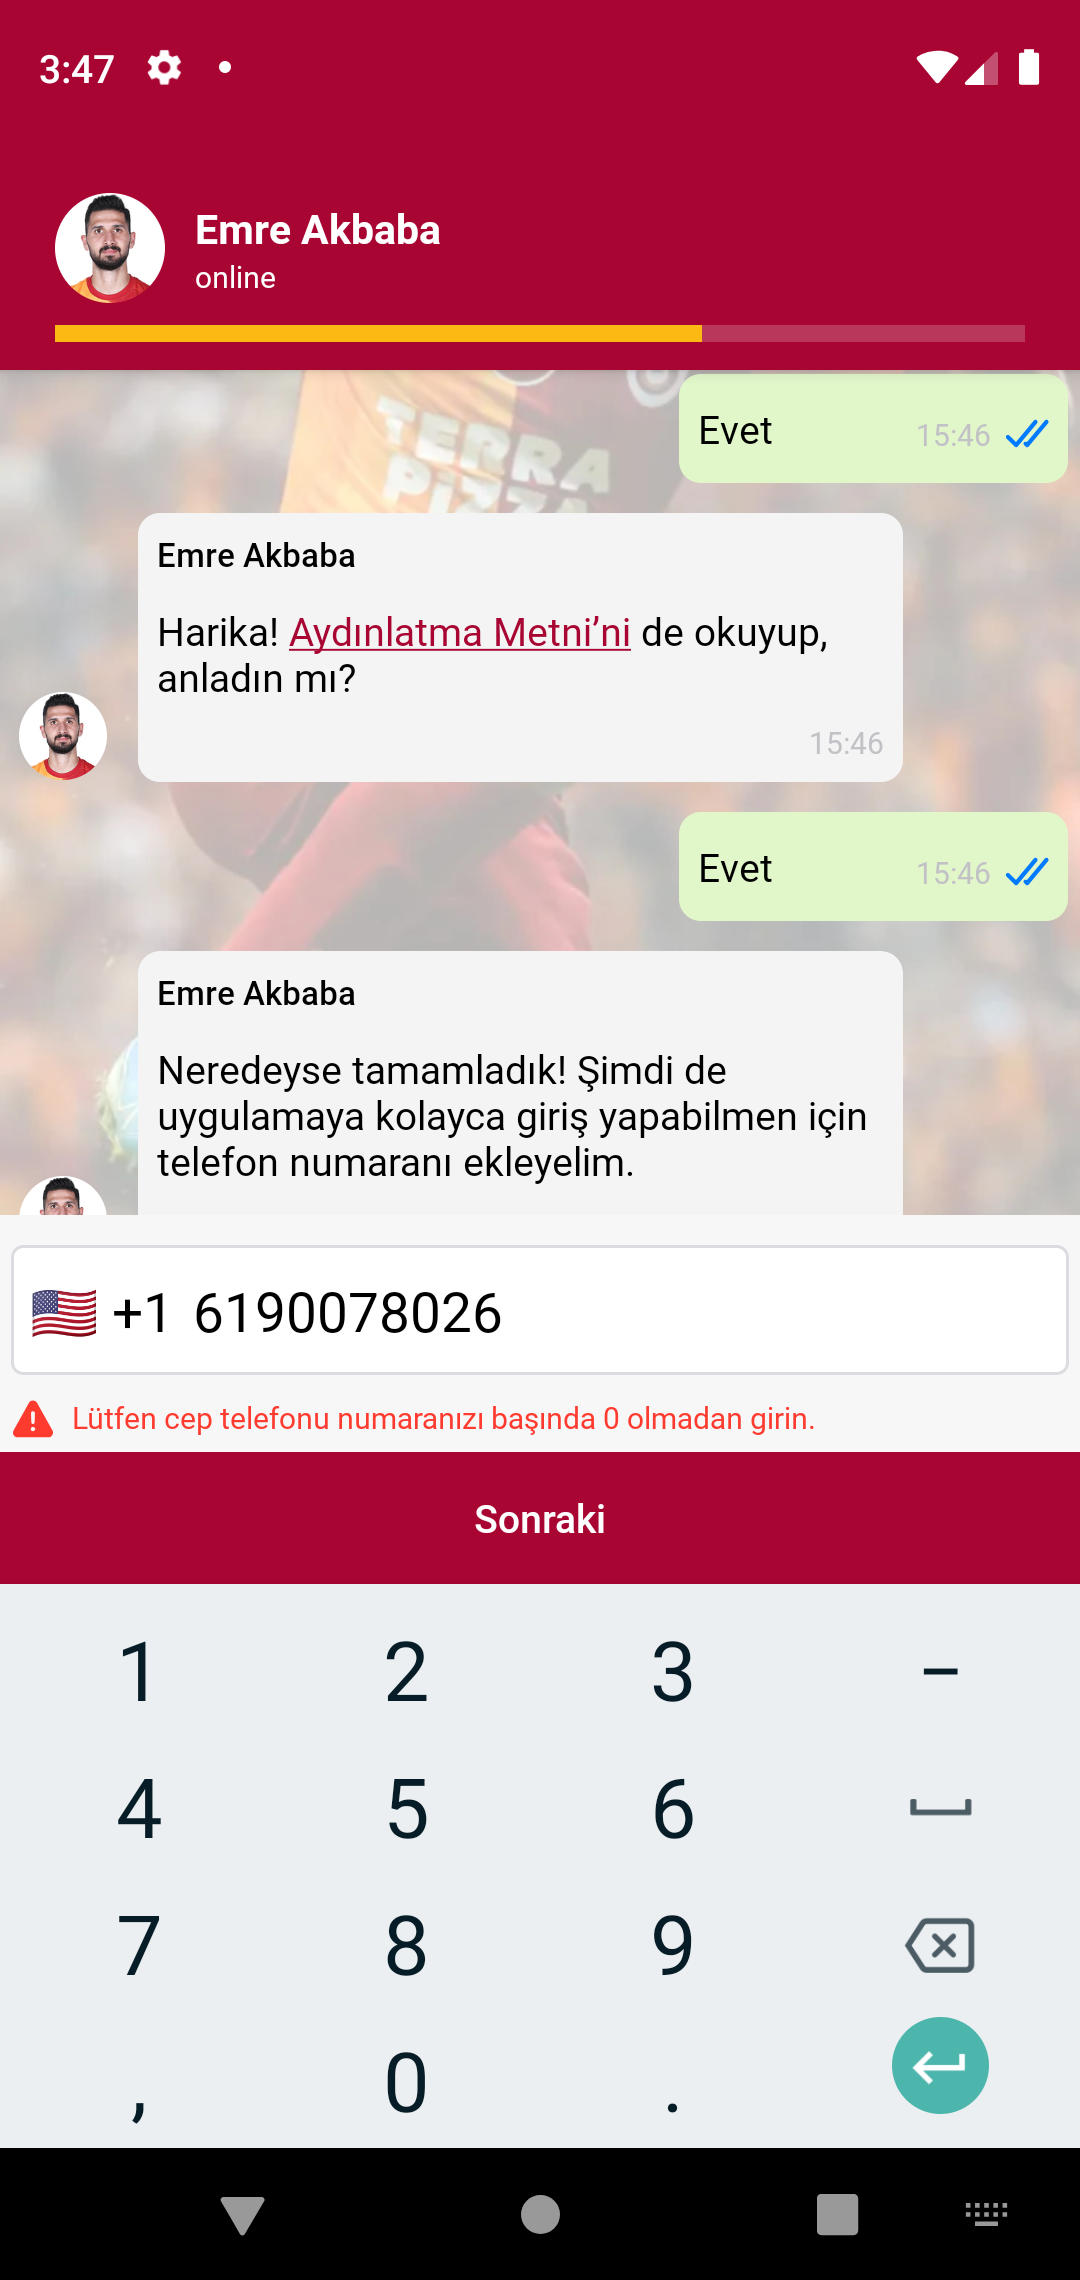 3:47
Emre Akbaba
online
TERRA
PİZZA
Evet
15:46
Emre Akbaba
Harika! Aydınlatma Metni’ni de okuyup,
anladın mı?
15:46
Evet
15:46
Emre Akbaba
Neredeyse tamamladık! Şimdi de
uygulamaya kolayca giriş yapabilmen için
telefon numaranı ekleyelim.
+1 6190078026
Lütfen cep telefonu numaranızı başında 0 olmadan girin.
Sonraki
1 2 3 –
4 5 6
7 8 9
, 0 .